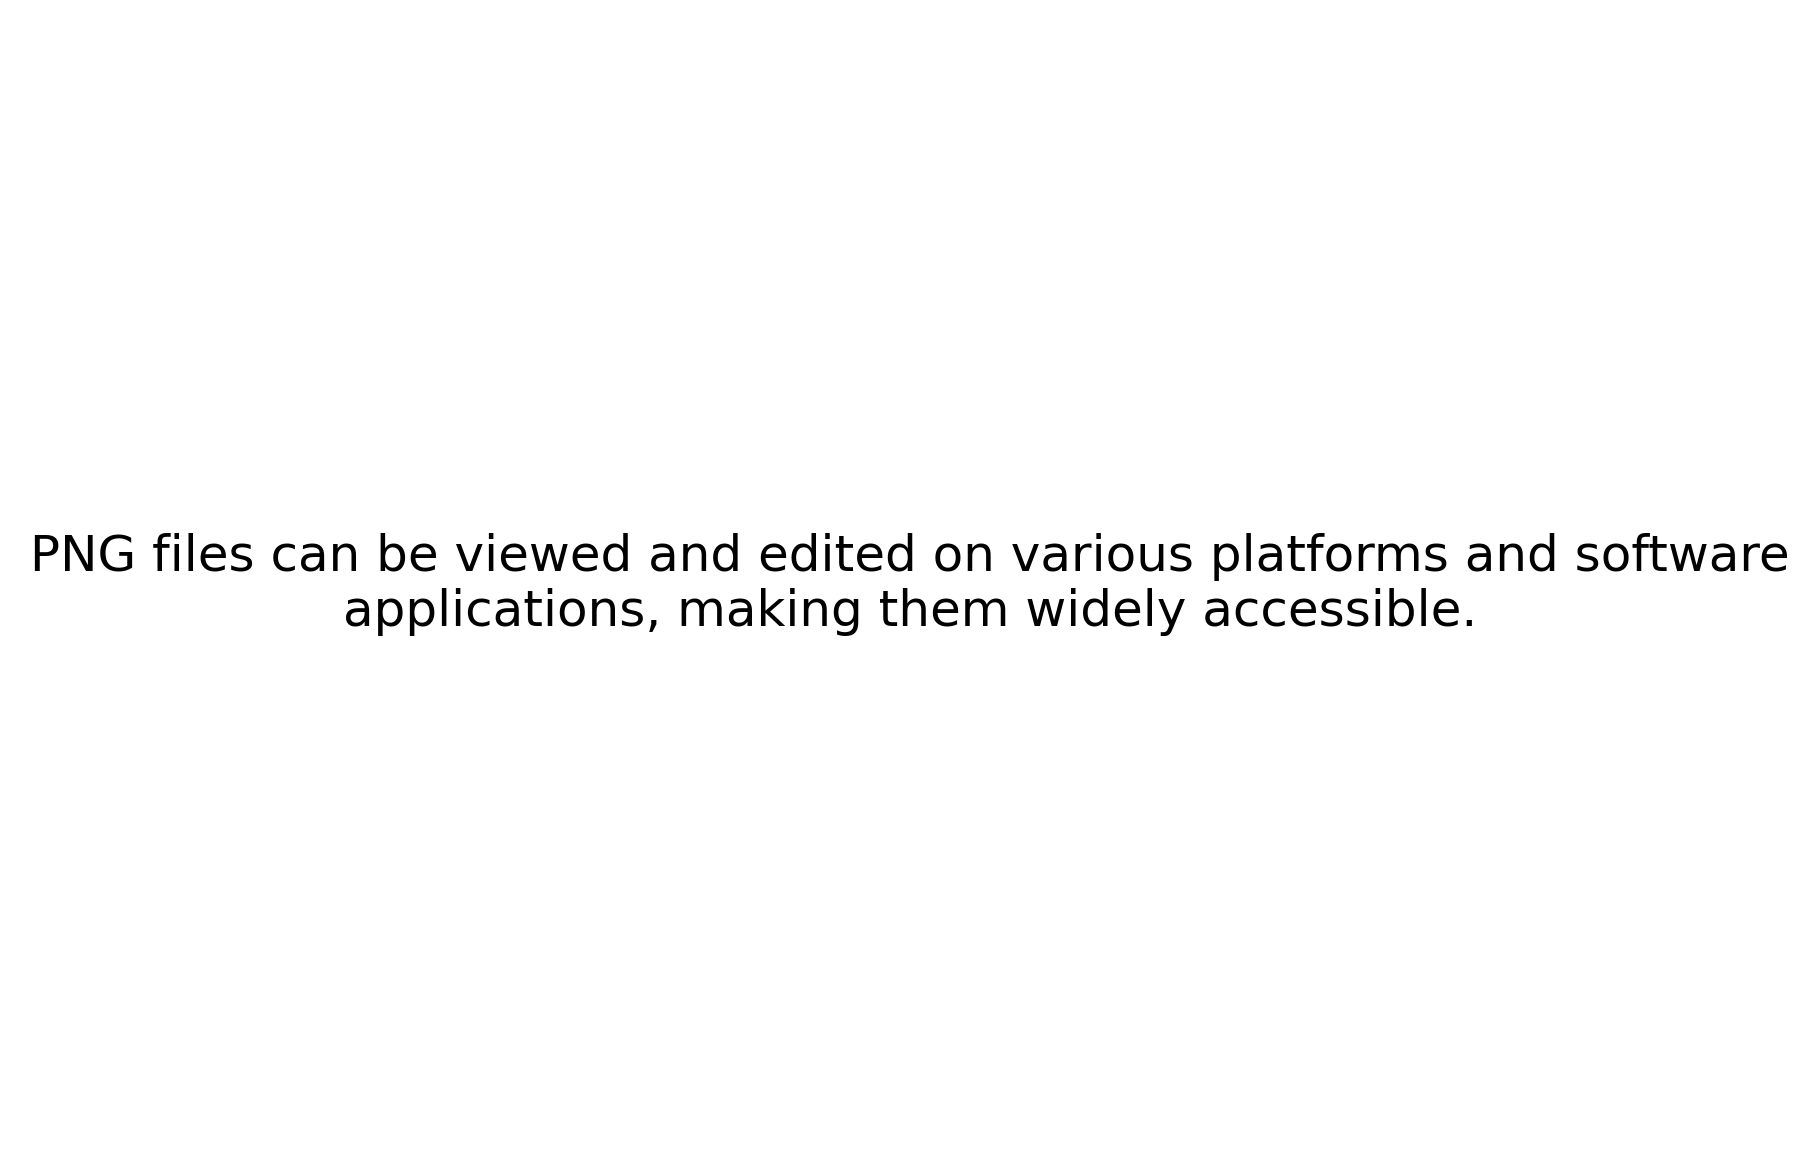 PNG files can be viewed and edited on various platforms and software
applications, making them widely accessible.